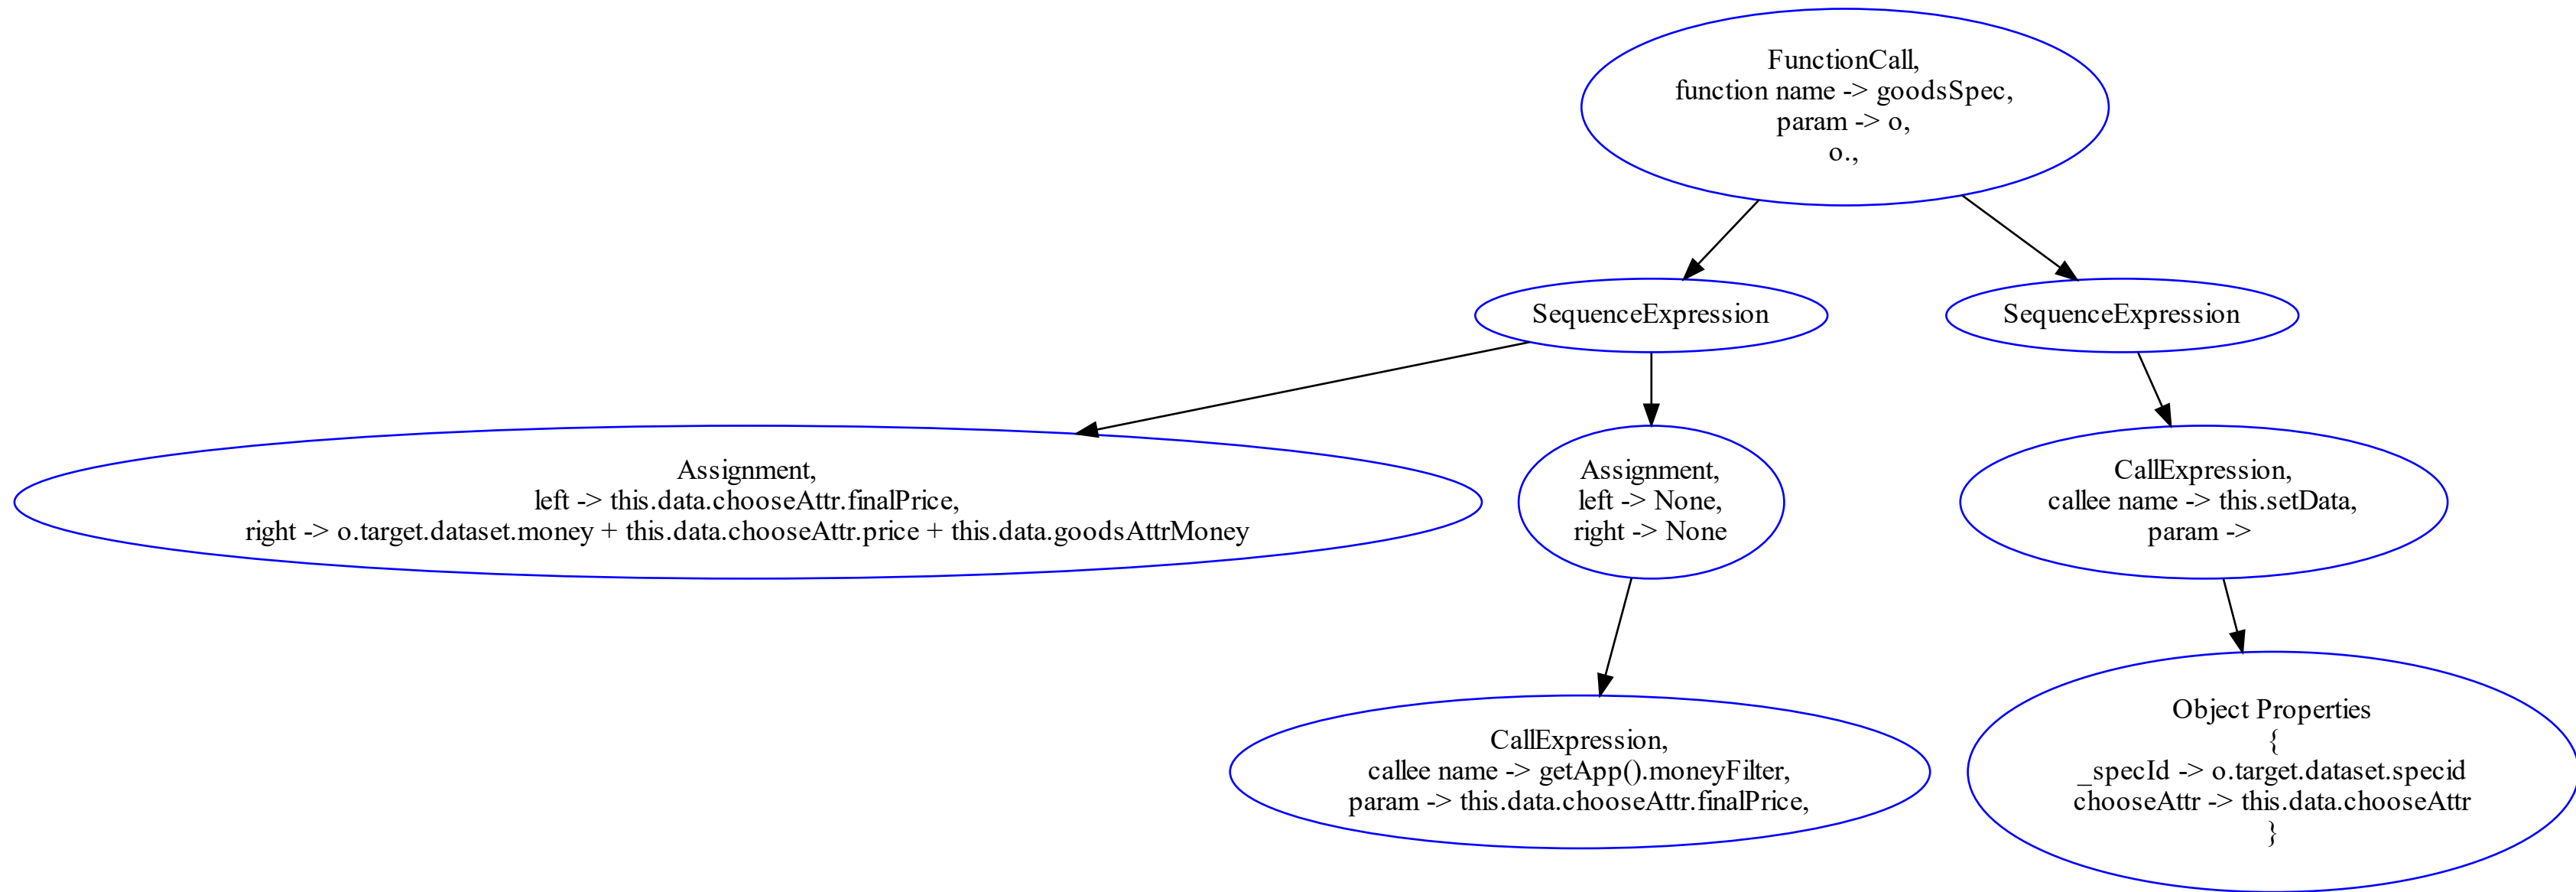 FunctionCall,
function name -> goodsSpec,
param -> o,
o.,
SequenceExpression
SequenceExpression
Assignment,
left -> this.data.chooseAttr.finalPrice,
right -> o.target.dataset.money + this.data.chooseAttr.price + this.data.goodsAttrMoney
Assignment,
left -> None,
right -> None
CallExpression,
callee name -> this.setData,
param ->
CallExpression,
callee name -> getApp().moneyFilter,
param -> this.data.chooseAttr.finalPrice,
Object Properties
{
_specId -> o.target.dataset.specid
chooseAttr -> this.data.chooseAttr
}